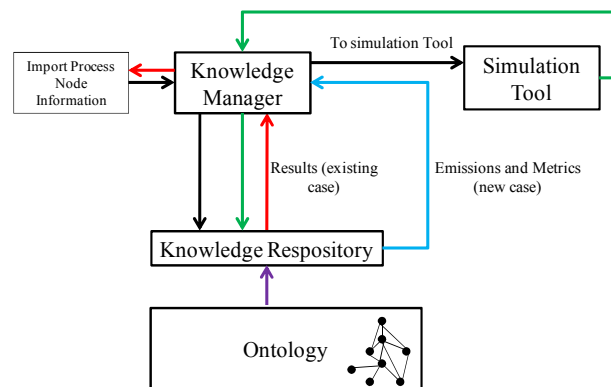 To simulation Tool
Import Process
Node
Information
Knowledge
Manager
Simulation
Tool
Results (existing
case)
Emissions and Metrics
(new case)
Knowledge Respository
Ontology